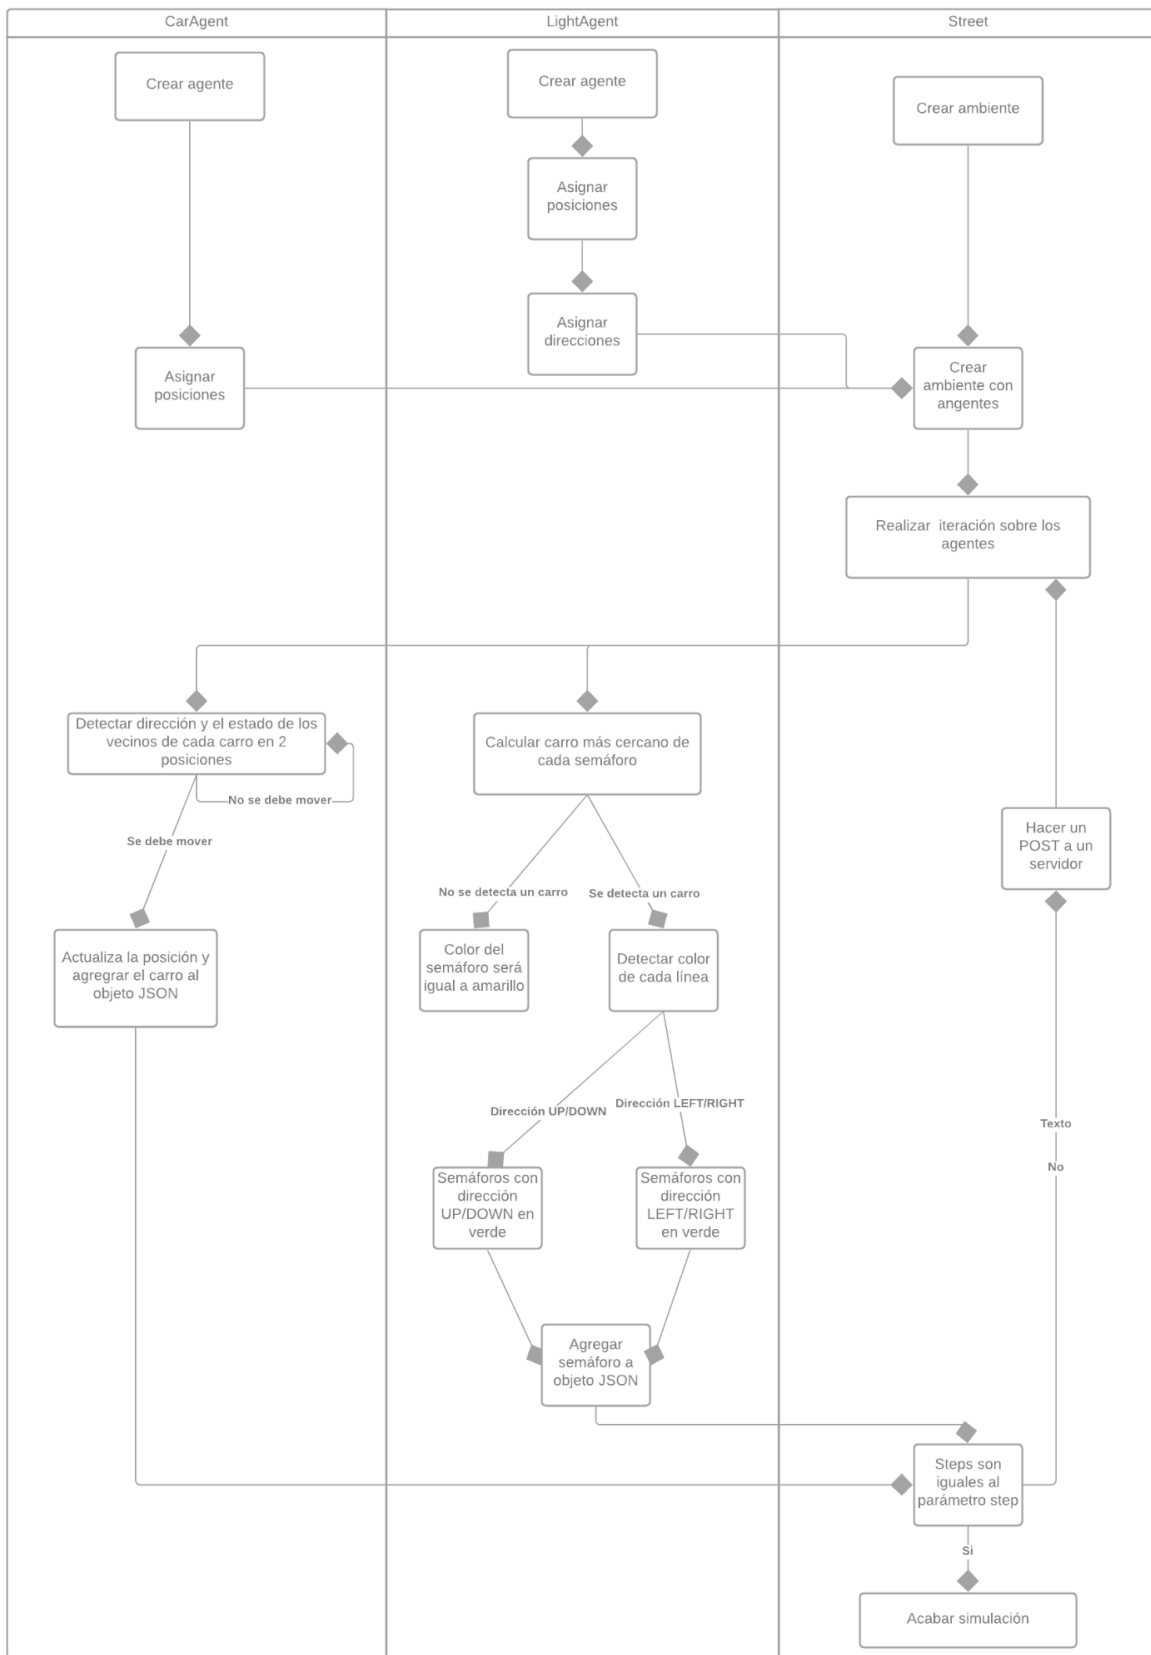 CarAgent
LightAgent
Street
Crear agente
Crear agente
Crear ambiente
Asignar
posiciones
Asignar
direcciones
Asignar
posiciones
Crear
ambiente con
angentes
Realizar iteración sobre los
agentes
Detectar dirección y el estado de los
vecinos de cada carro en 2
posiciones
No se debe mover
Se debe mover
Calcular carro más cercano de
cada semáforo
Hacer un
POST a un
servidor
No se detecta un carro
Se detecta un carro
Actualiza la posición y
agregrar el carro al
objeto JSON
Color del
semáforo será
igual a amarillo
Detectar color
de cada línea
Dirección UP/DOWN
Dirección LEFT/RIGHT
Texto
No
Semáforos con
dirección
UP/DOWN en
verde
Semáforos con
dirección
LEFT/RIGHT
en verde
Agregar
semáforo a
objeto JSON
Steps son
iguales al
parámetro step
Si
Acabar simulación